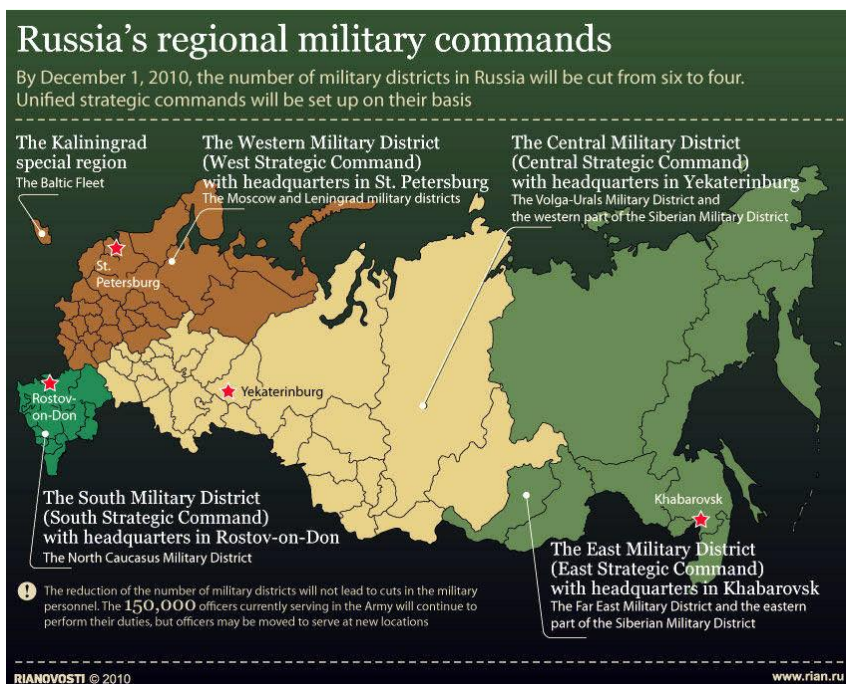 Russia's regional military commands
By December 1, 2010, the number of military districts in Russia will be cut from six to four.
Unified strategic commands will be set up on their basis
The Kaliningrad
special region
The Baltic Fleet
The Western Military District
(West Strategic Command)
with headquarters in St. Petersburg
The Moscow and Leningrad military districts
The Central Military District
(Central Strategic Command)
with headquarters in Yekaterinburg
The Volga-Urals Military District and
the western part of the Siberian Military District
St.
Petersburg
Rostov-
on-Don
Yekaterinburg
Khabarovsk
The South Military District
(South Strategic Command)
with headquarters in Rostov-on-Don
The North Caucasus Military District
The East Military District
(East Strategic Command)
with headquarters in Khabarovsk
The Far East Military District and the eastern
part of the Siberian Military District
! The reduction of the number of military districts will not lead to cuts in the military
personnel. The 150,000 officers currently serving in the Army will continue to
perform their duties, but officers may be moved to serve at new locations
RIANOVOSTI © 2010
www.rian.ru